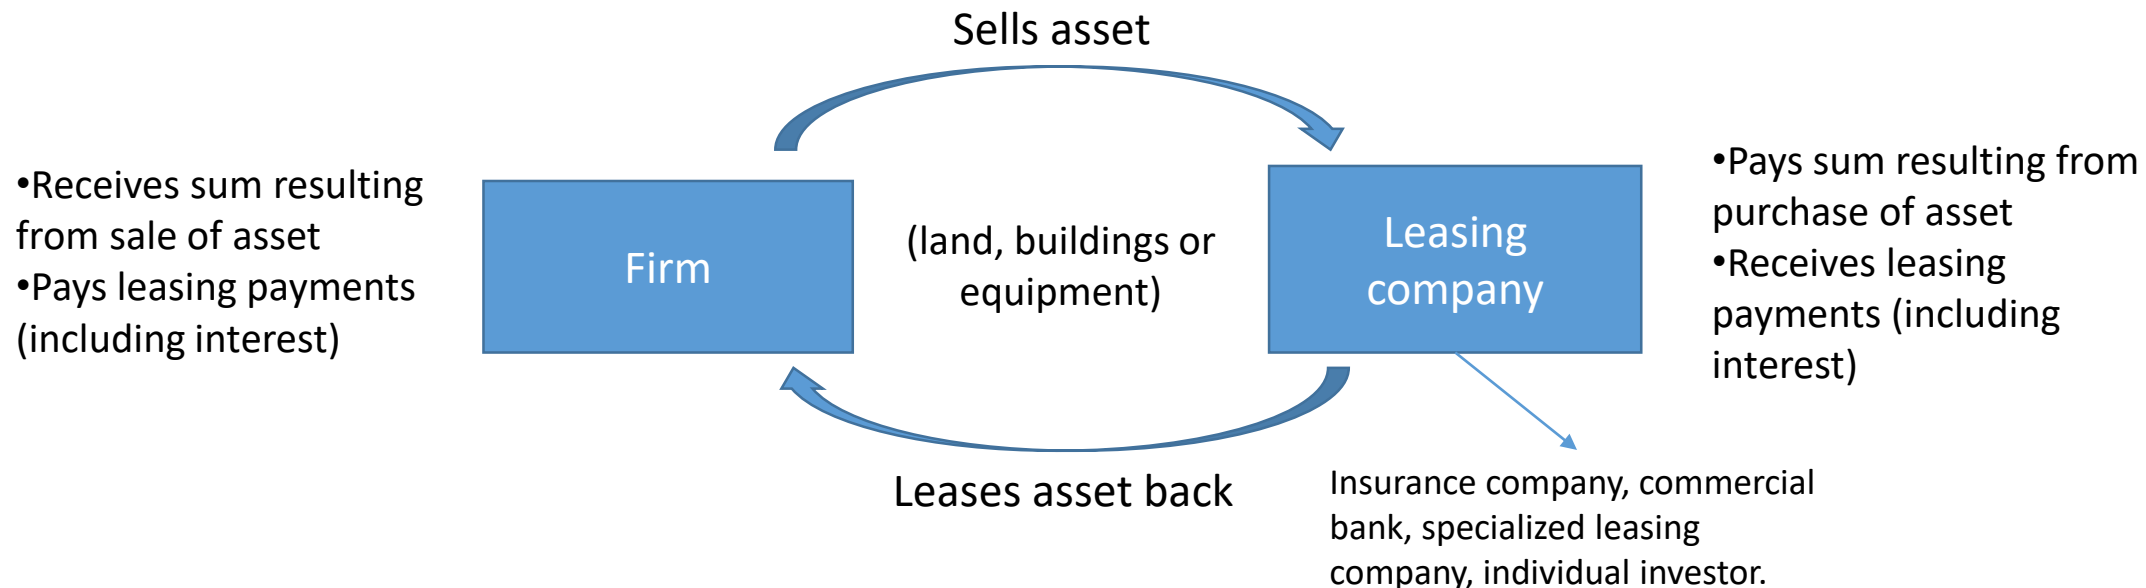 Sells asset
•Receives sum resulting
from sale of asset
•Pays leasing payments
(including interest)
Firm
(land, buildings or
equipment)
Leasing
company
•Pays sum resulting from
purchase of asset
•Receives leasing
payments (including
interest)
Leases asset back
Insurance company, commercial
bank, specialized leasing
company, individual investor.